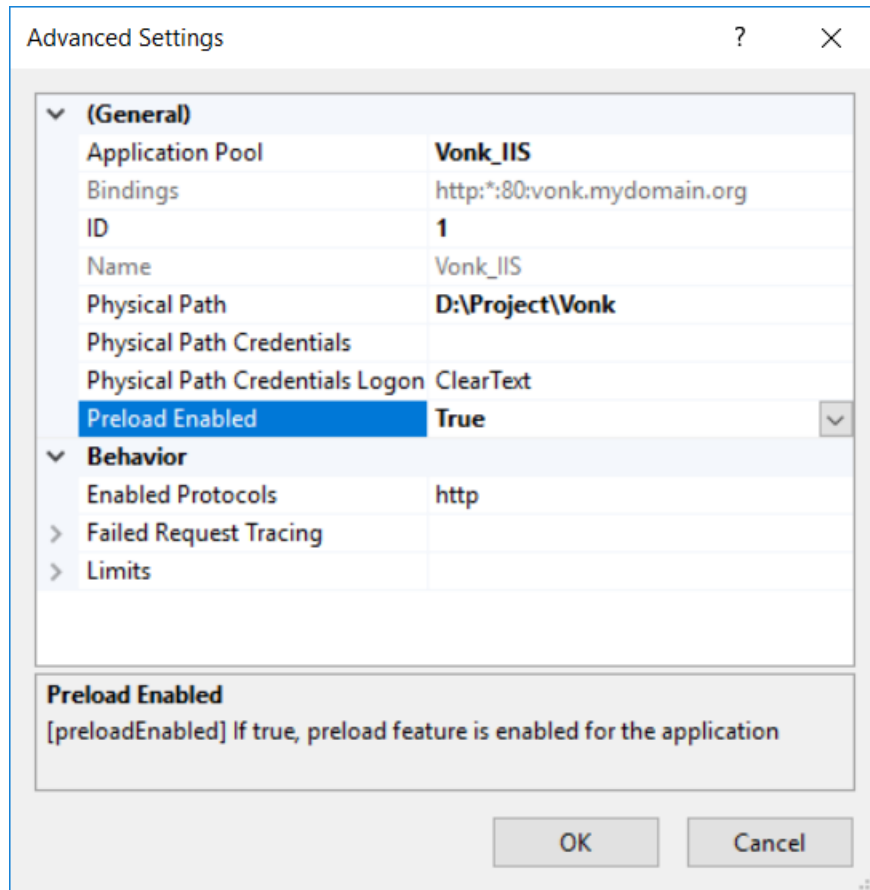 Advanced Settings ?
(General)
Application Pool Vonk_IIS
Bindings http:*:80:vonk.mydomain.org
ID 1
Name Vonk_IIS
Physical Path D:\Project\Vonk
Physical Path Credentials
Physical Path Credentials Logon ClearText
Preload Enabled True
Behavior
Enabled Protocols http
Failed Request Tracing
Limits
Preload Enabled
[preloadEnabled] If true, preload feature is enabled for the application
OK Cancel